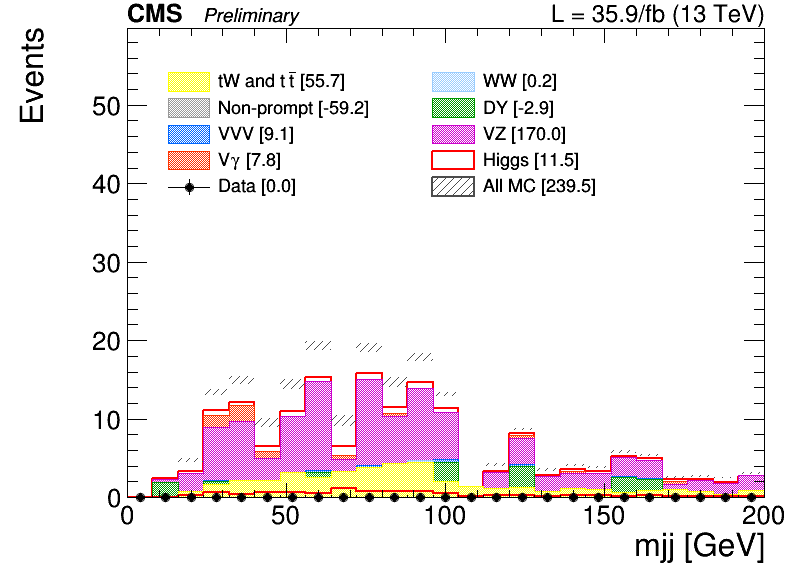 CMS Preliminary L = 35.9/fb (13 TeV)
Events
tW and t t̄ [55.7] WW [0.2]
Non-prompt [-59.2] DY [-2.9]
VVV [9.1] VZ [170.0]
Vγ [7.8] Higgs [11.5]
Data [0.0] All MC [239.5]
50
40
30
20
10
0
0 50 100 150 200
mjj [GeV]